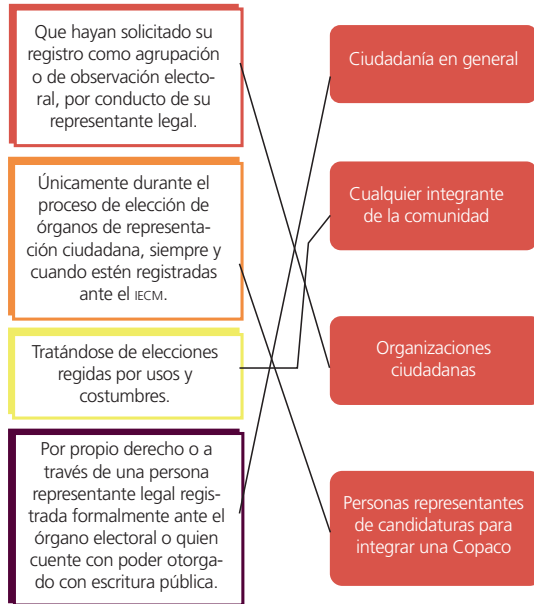 Que hayan solicitado su
registro como agrupación
o de observación electo-
ral, por conducto de su
representante legal.
Únicamente durante el
proceso de elección de
órganos de representa-
ción ciudadana, siempre y
cuando estén registradas
ante el IECM.
Tratándose de elecciones
regidas por usos y
costumbres.
Por propio derecho o a
través de una persona
representante legal regis-
trada formalmente ante el
órgano electoral o quien
cuente con poder otorga-
do con escritura pública.
Ciudadanía en general
Cualquier integrante
de la comunidad
Organizaciones
ciudadanas
Personas representantes
de candidaturas para
integrar una Copaco